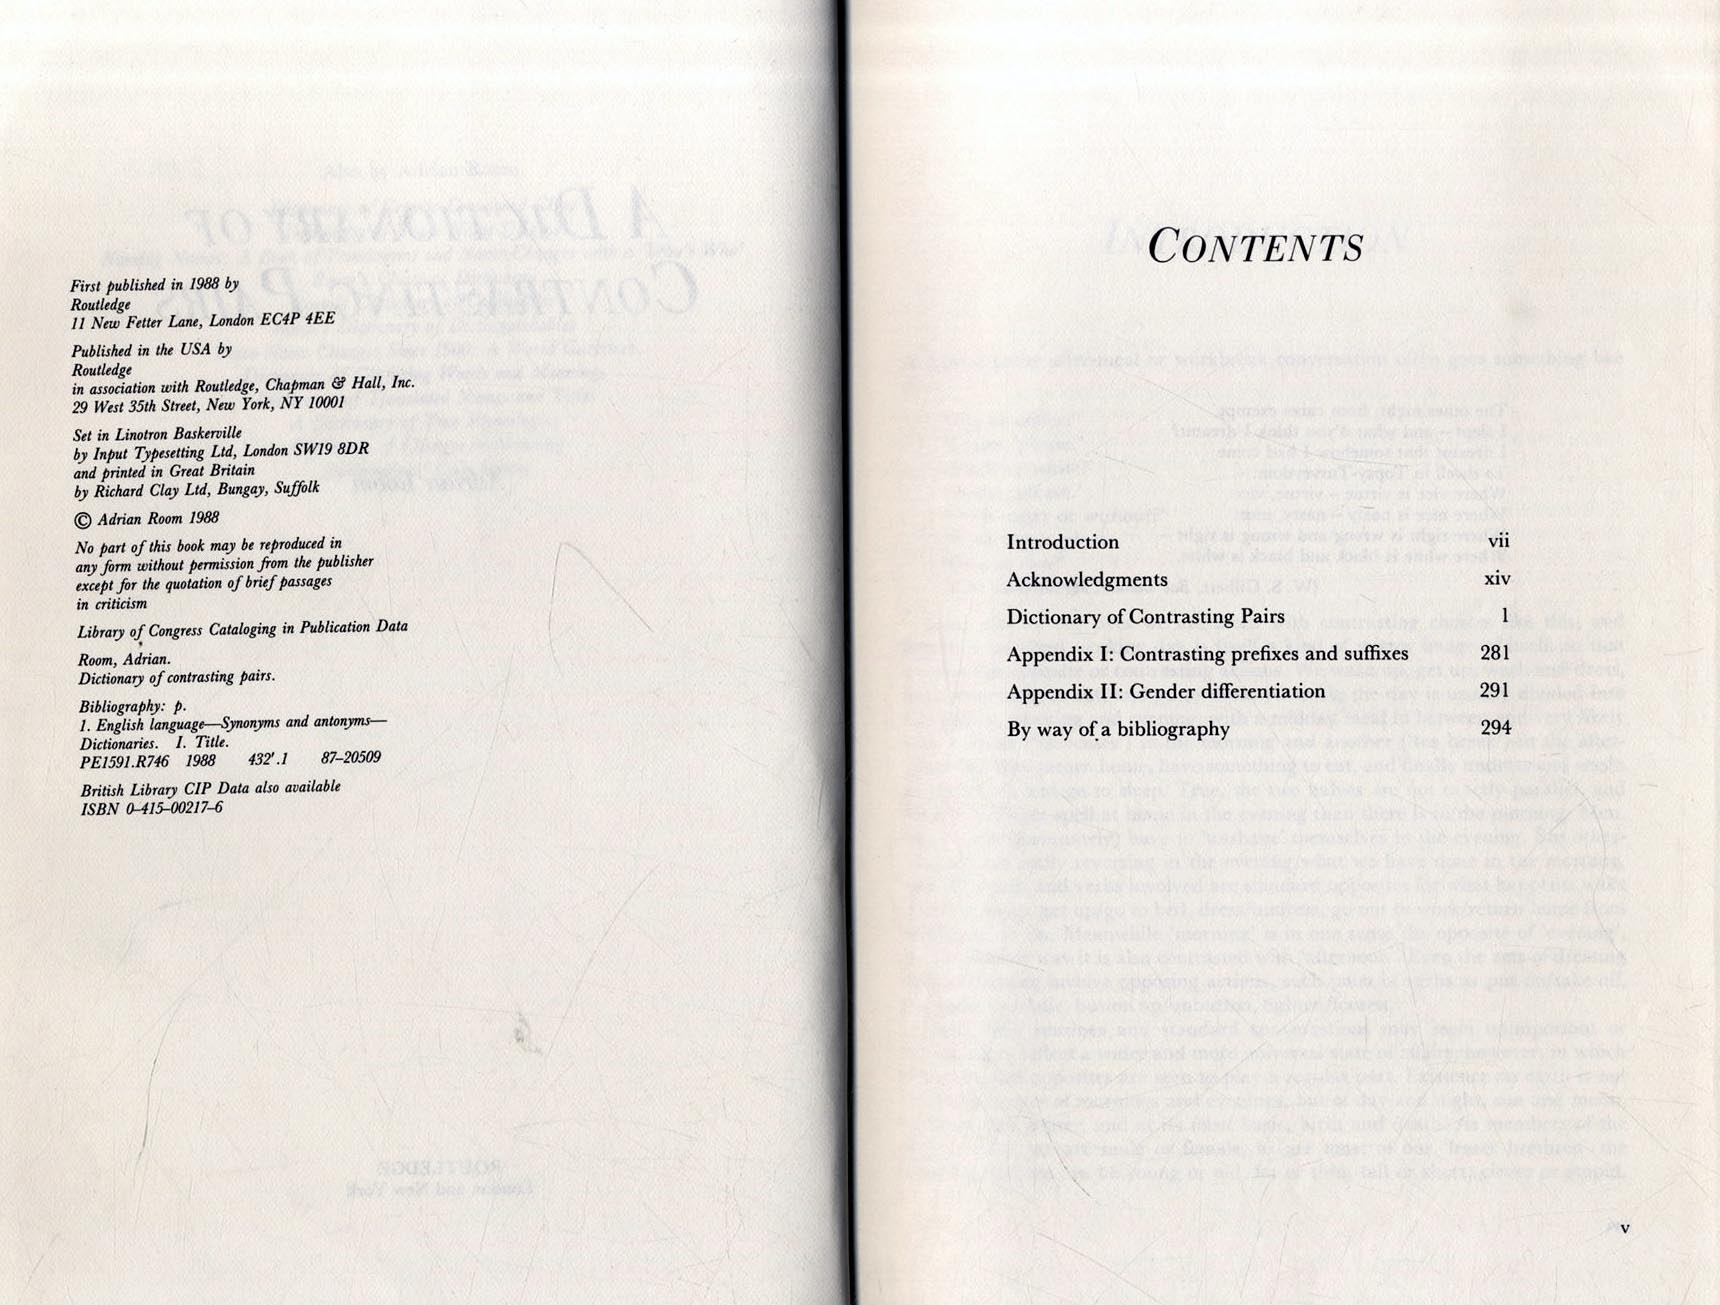 First published in 1988 by
Routledge
11 New Fetter Lane, London EC4P 4EE
Published in the USA by
Routledge
in association with Routledge, Chapman & Hall, Inc.
29 West 35th Street, New York, NY 10001
Set in Linotron Baskerville
by Input Typesetting Ltd, London SW19 8DR
and printed in Great Britain
by Richard Clay Ltd, Bungay, Suffolk
© Adrian Room 1988
No part of this book may be reproduced in
any form without permission from the publisher
except for the quotation of brief passages
in criticism
Library of Congress Cataloging in Publication Data
Room, Adrian.
Dictionary of contrasting pairs.
Bibliography: p.
1. English language—Synonyms and antonyms—
Dictionaries. I. Title.
PE1591.R746 1988 432'.1 87–20509
British Library CIP Data also available
ISBN 0–415–00217–6
CONTENTS
Introduction vii
Acknowledgments xiv
Dictionary of Contrasting Pairs 1
Appendix I: Contrasting prefixes and suffixes 281
Appendix II: Gender differentiation 291
By way of a bibliography 294
v